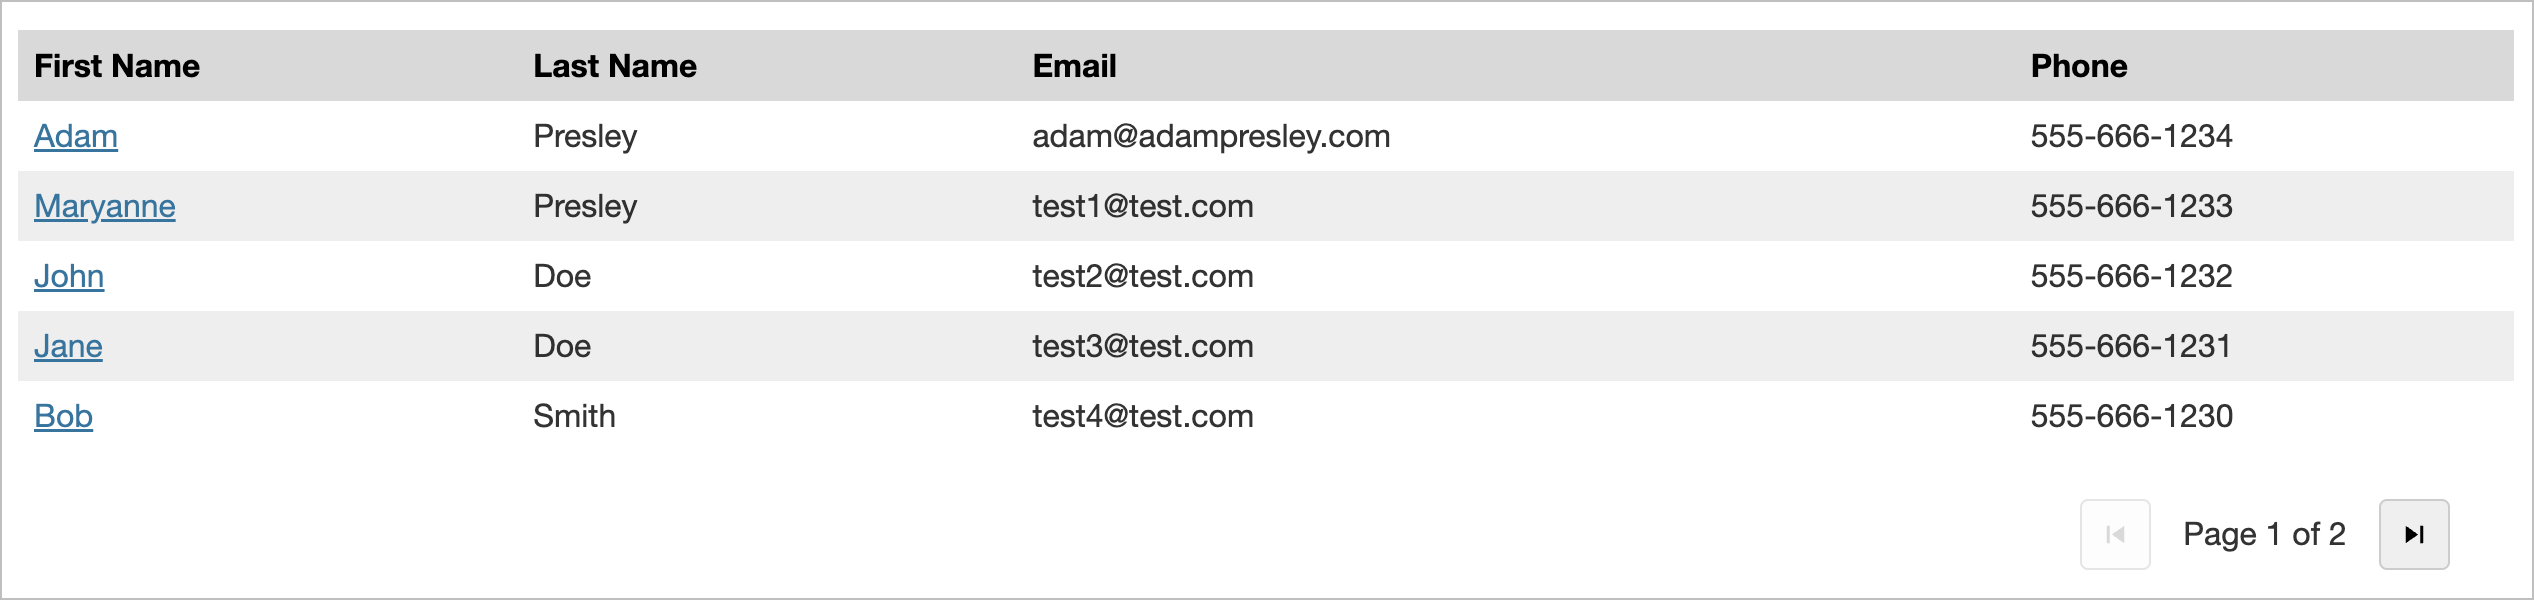 First Name Last Name Email Phone
Adam Presley adam@adampresley.com 555-666-1234
Maryanne Presley test1@test.com 555-666-1233
John Doe test2@test.com 555-666-1232
Jane Doe test3@test.com 555-666-1231
Bob Smith test4@test.com 555-666-1230
Page 1 of 2